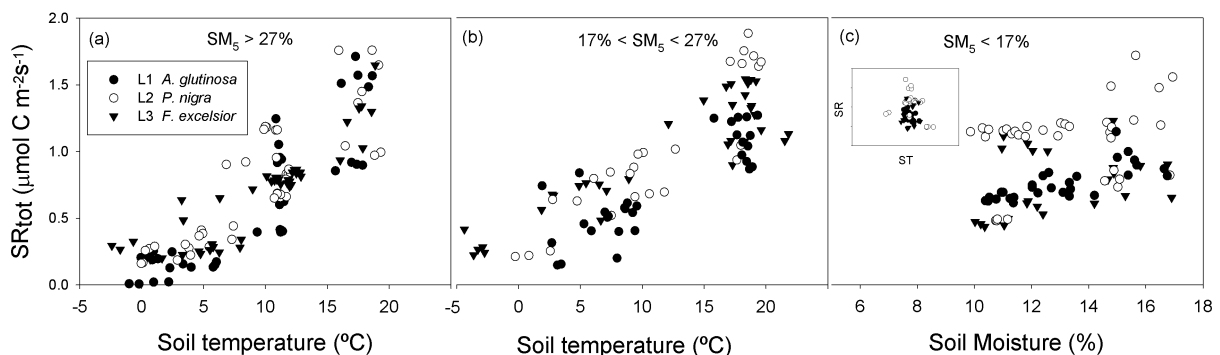 (a) SM5 > 27%
(b) 17% < SM5 < 27%
(c) SM5 < 17%
L1 A. glutinosa
L2 P. nigra
L3 F. excelsior
SRtot (µmol C m-2s-1)
2.0
1.5
1.0
0.5
0.0
SR
ST
-5 0 5 10 15 20
-5 0 5 10 15 20
6 8 10 12 14 16 18
Soil temperature (ºC)
Soil temperature (ºC)
Soil Moisture (%)